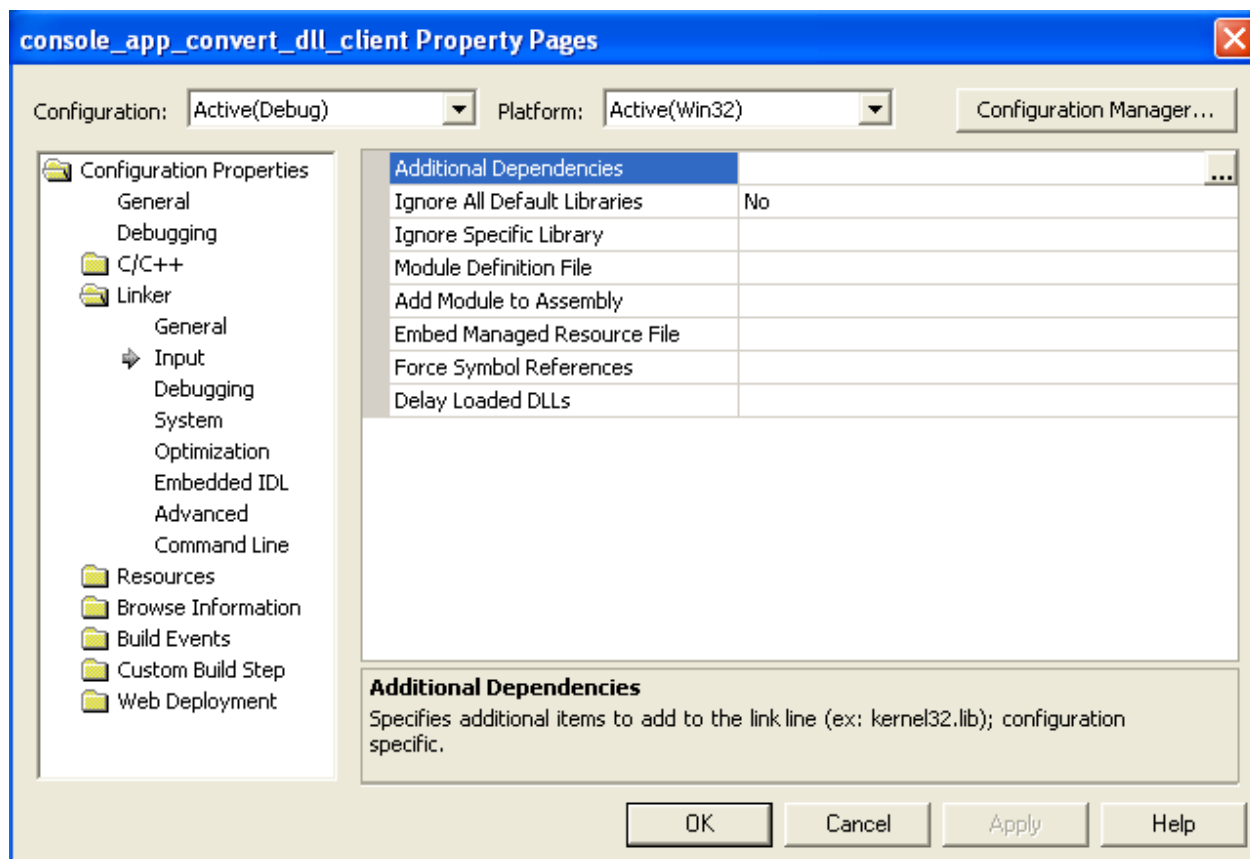 console_app_convert_dll_client Property Pages
Configuration: Active(Debug) Platform: Active(Win32) Configuration Manager...
Configuration Properties
General
Debugging
C/C++
Linker
General
Input
Debugging
System
Optimization
Embedded IDL
Advanced
Command Line
Resources
Browse Information
Build Events
Custom Build Step
Web Deployment
Additional Dependencies ...
Ignore All Default Libraries No
Ignore Specific Library
Module Definition File
Add Module to Assembly
Embed Managed Resource File
Force Symbol References
Delay Loaded DLLs
Additional Dependencies
Specifies additional items to add to the link line (ex: kernel32.lib); configuration
specific.
OK Cancel Apply Help